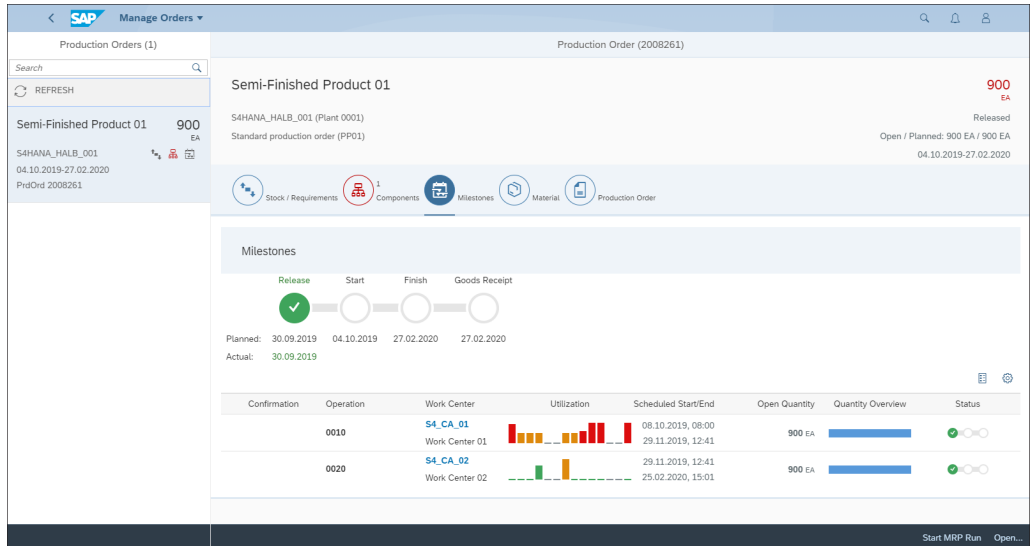 SAP Manage Orders
Production Orders (1)
Search
REFRESH
Semi-Finished Product 01 900
EA
S4HANA_HALB_001
04.10.2019-27.02.2020
PrdOrd 2008261
Production Order (2008261)
Semi-Finished Product 01 900
EA
S4HANA_HALB_001 (Plant 0001) Released
Standard production order (PP01) Open / Planned: 900 EA / 900 EA
04.10.2019-27.02.2020
Stock / Requirements 1 Components Milestones Material Production Order
Milestones
Release Start Finish Goods Receipt
Planned: 30.09.2019 04.10.2019 27.02.2020 27.02.2020
Actual: 30.09.2019
Confirmation Operation Work Center Utilization Scheduled Start/End Open Quantity Quantity Overview Status
0010 S4_CA_01 08.10.2019, 08:00 900 EA
Work Center 01 29.11.2019, 12:41
0020 S4_CA_02 29.11.2019, 12:41 900 EA
Work Center 02 25.02.2020, 15:01
Start MRP Run Open...